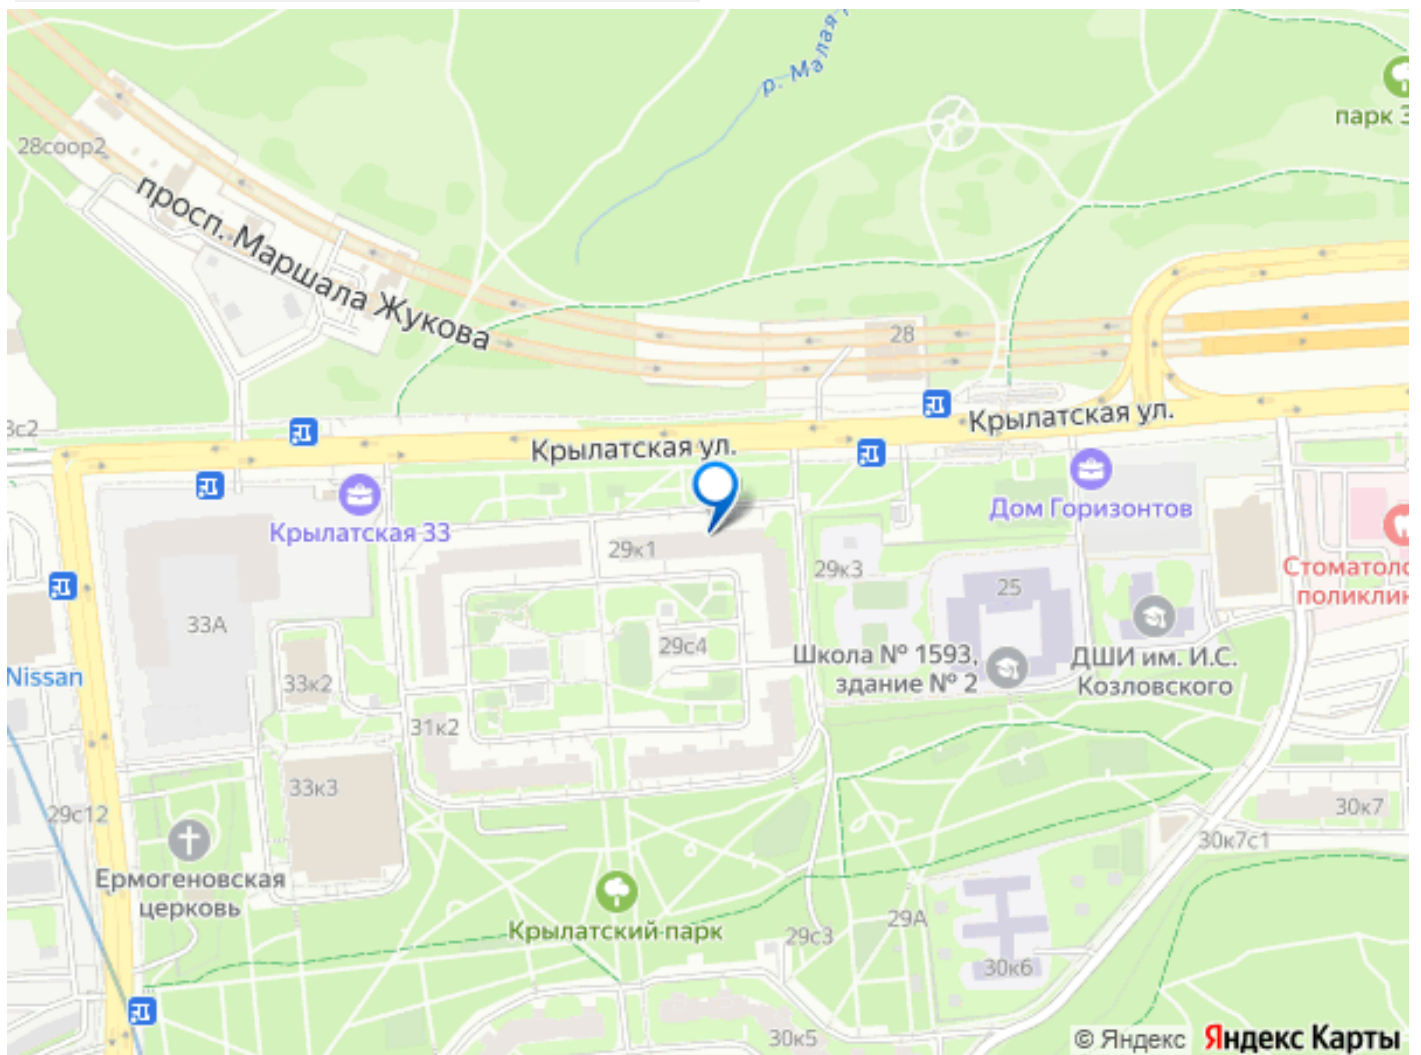 р. Малая
парк
28соор2
просп. Маршала Жукова
28
3с2
Крылатская ул.
Крылатская ул.
Крылатская 33
Дом Горизонтов
29к1
29к3
25
Стоматоло
поликлин
33А
29с4
Школа № 1593,
здание № 2
ДШИ им. И.С.
Козловского
Nissan
33к2
31к2
33к3
29с12
30к7
30к7с1
Ермогеновская
церковь
Крылатский парк
29А
29с3
30к6
30к5
© Яндекс Яндекс Карты